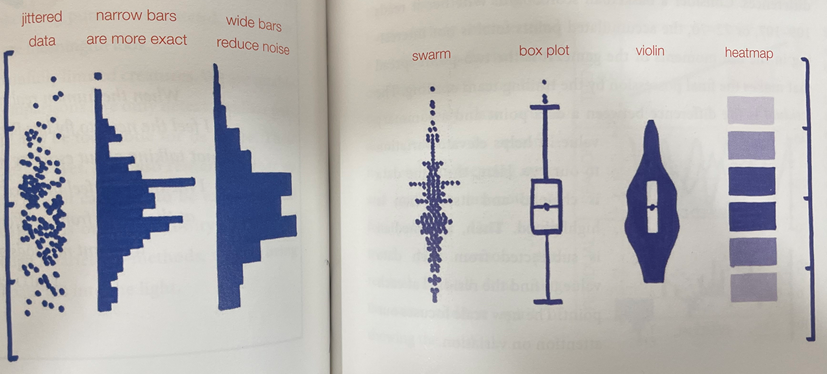 jittered
data
narrow bars
are more exact
wide bars
reduce noise
swarm
box plot
violin
heatmap